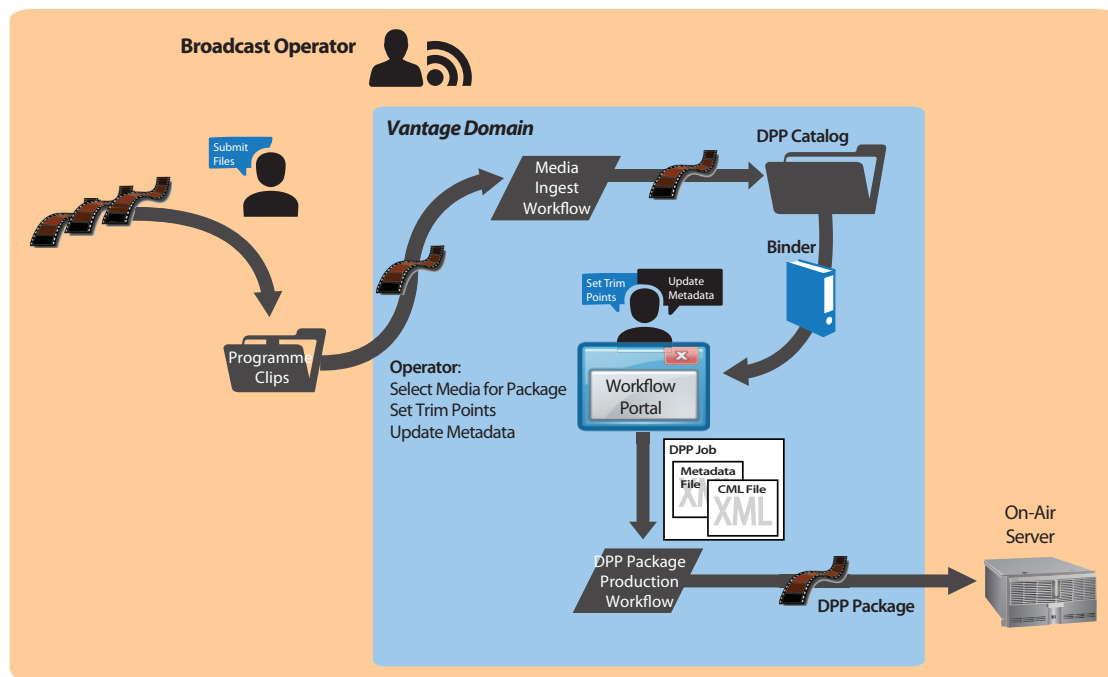 Broadcast Operator
Vantage Domain
Submit
Files
Media
Ingest
Workflow
DPP Catalog
Binder
Set Trim
Points
Update
Metadata
Programme
Clips
Operator:
Select Media for Package
Set Trim Points
Update Metadata
Workflow
Portal
DPP Job
Metadata
File
XML
CML File
XML
On-Air
Server
DPP Package
Production
Workflow
DPP Package